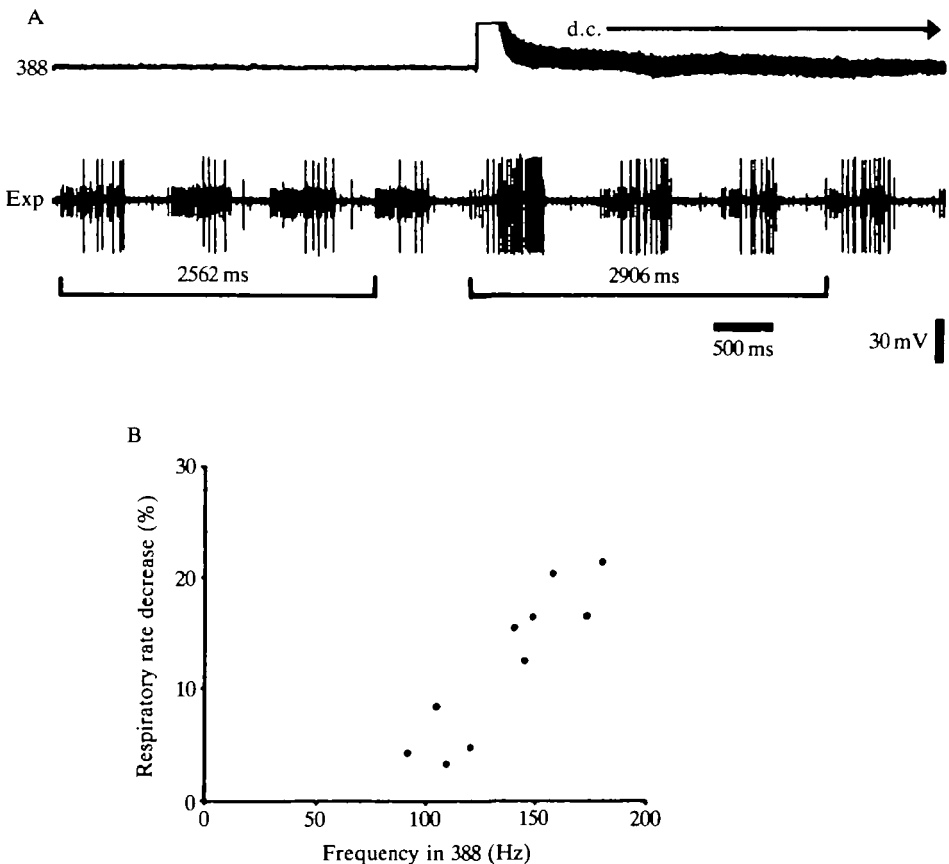 A
d.c.
388
Exp
2562 ms
2906 ms
500 ms
30 mV
B
30
20
10
0
Respiratory rate decrease (%)
0 50 100 150 200
Frequency in 388 (Hz)